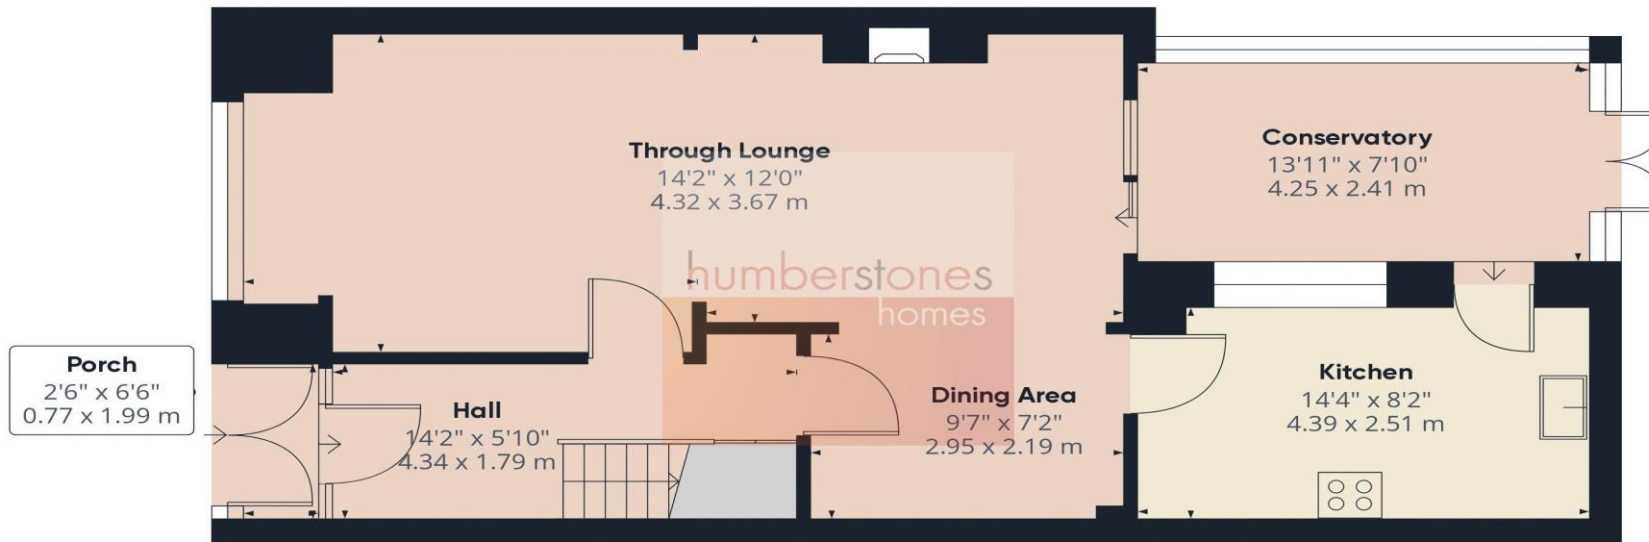 Through Lounge
14'2" x 12'0"
4.32 x 3.67 m
Conservatory
13'11" x 7'10"
4.25 x 2.41 m
humberstones
homes
Porch
2'6" x 6'6"
0.77 x 1.99 m
Hall
14'2" x 5'10"
4.34 x 1.79 m
Dining Area
9'7" x 7'2"
2.95 x 2.19 m
Kitchen
14'4" x 8'2"
4.39 x 2.51 m